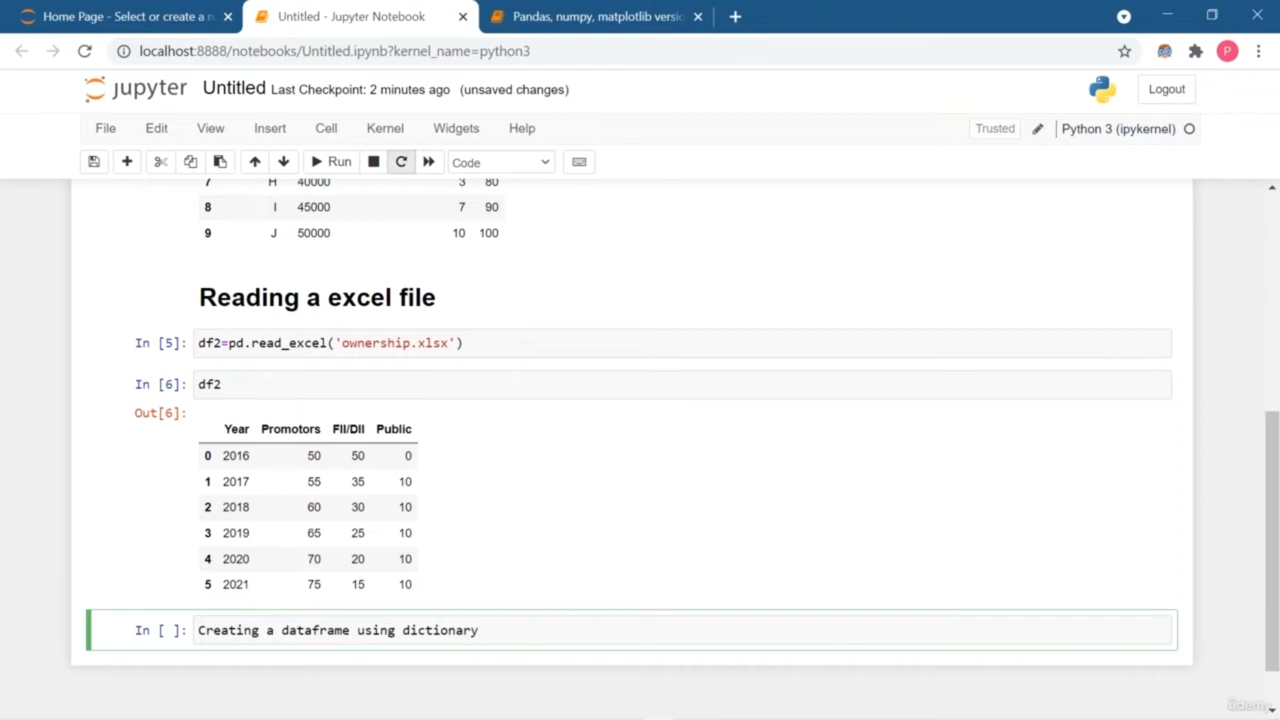 Home Page - Select or create a n
Untitled - Jupyter Notebook
Pandas, numpy, matplotlib versio
localhost:8888/notebooks/Untitled.ipynb?kernel_name=python3
P
jupyter Untitled Last Checkpoint: 2 minutes ago (unsaved changes)
Logout
File Edit View Insert Cell Kernel Widgets Help
Trusted Python 3 (ipykernel)
Run Code
7 H 40000 3 80
8 I 45000 7 90
9 J 50000 10 100
Reading a excel file
In [5]: df2=pd.read_excel('ownership.xlsx')
In [6]: df2
Out[6]:
Year Promotors FII/DII Public
0 2016 50 50 0
1 2017 55 35 10
2 2018 60 30 10
3 2019 65 25 10
4 2020 70 20 10
5 2021 75 15 10
In [ ]: Creating a dataframe using dictionary
Udemy